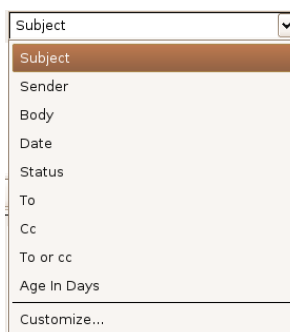 Subject
Subject
Sender
Body
Date
Status
To
Cc
To or cc
Age In Days
Customize...